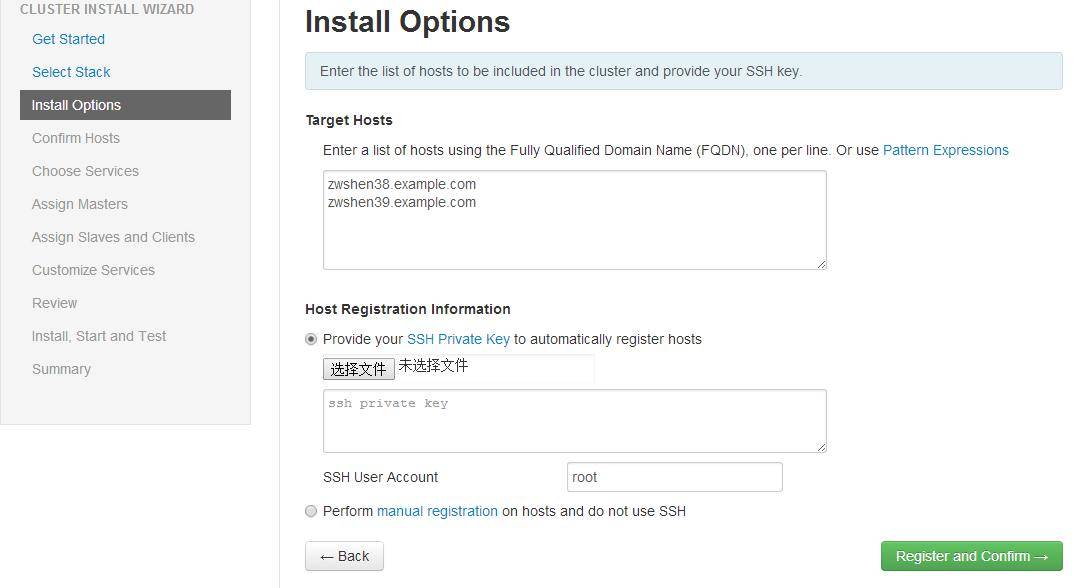 CLUSTER INSTALL WIZARD
Get Started
Select Stack
Install Options
Confirm Hosts
Choose Services
Assign Masters
Assign Slaves and Clients
Customize Services
Review
Install, Start and Test
Summary
Install Options
Enter the list of hosts to be included in the cluster and provide your SSH key.
Target Hosts
Enter a list of hosts using the Fully Qualified Domain Name (FQDN), one per line. Or use Pattern Expressions
zwshen38.example.com
zwshen39.example.com
Host Registration Information
Provide your SSH Private Key to automatically register hosts
选择文件 未选择文件
ssh private key
SSH User Account root
Perform manual registration on hosts and do not use SSH
← Back
Register and Confirm →